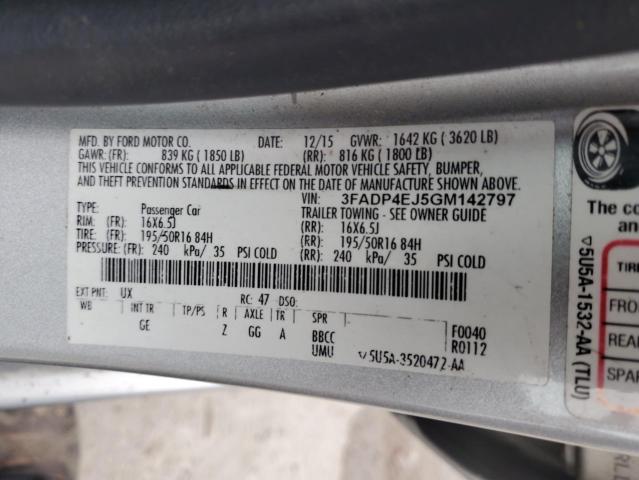 MFD. BY FORD MOTOR CO. DATE: 12/15 GVWR: 1642 KG ( 3620 LB)
GAWR: (FR): 839 KG ( 1850 LB) (RR): 816 KG ( 1800 LB)
THIS VEHICLE CONFORMS TO ALL APPLICABLE FEDERAL MOTOR VEHICLE SAFETY, BUMPER,
AND THEFT PREVENTION STANDARDS IN EFFECT ON THE DATE OF MANUFACTURE SHOWN ABOVE.
VIN: 3FADP4EJ5GM142797
TYPE: Passenger Car TRAILER TOWING - SEE OWNER GUIDE
RIM: (FR): 16X6.5J (RR): 16X6.5J
TIRE: (FR): 195/50R16 84H (RR): 195/50R16 84H
PRESSURE: (FR): 240 kPa/ 35 PSI COLD (RR): 240 kPa/ 35 PSI COLD
EXT PNT: UX RC: 47 DSO:
WB INT TR TP/PS R AXLE TR SPR F0040
GE Z GG A BBCC R0112
UMU ▽5U5A-3520472-AA
▽5U5A-1532-AA (TLU)
The co
and
TIRE
FRO
REA
SPAR